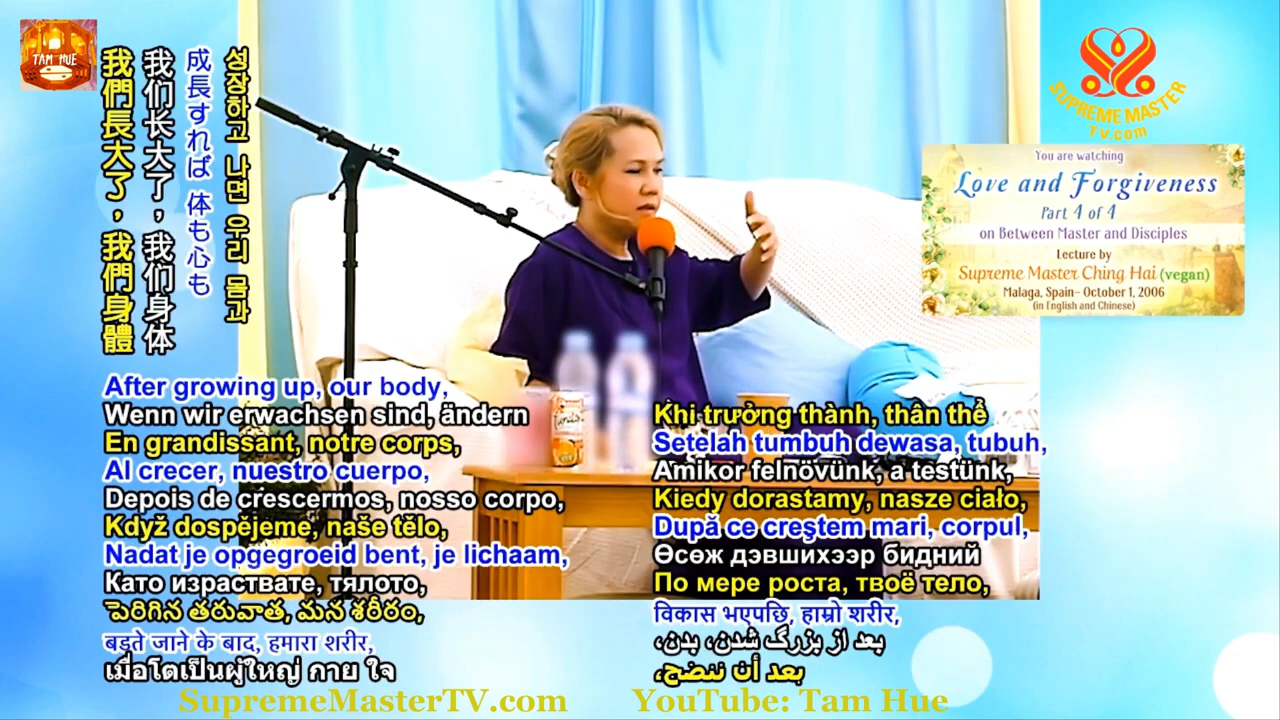 TAM HUE
我們長大了，我們身體
我们长大了，我们身体
成長すれば 体も心も
성장하고 나면 우리 몸과
SUPREME MASTER
TV.com
You are watching
Love and Forgiveness
Part 4 of 4
on Between Master and Disciples
Lecture by
Supreme Master Ching Hai (vegan)
Malaga, Spain– October 1, 2006
(in English and Chinese)
After growing up, our body,
Wenn wir erwachsen sind, ändern
En grandissant, notre corps,
Al crecer, nuestro cuerpo,
Depois de crescermos, nosso corpo,
Když dospějeme, naše tělo,
Nadat je opgegroeid bent, je lichaam,
Като израствате, тялото,
పెరిగిన తరువాత, మన శరీరం,
बड़ते जाने के बाद, हमारा शरीर,
เมื่อโตเป็นผู้ใหญ่ กาย ใจ
Khi trưởng thành, thân thể
Setelah tumbuh dewasa, tubuh,
Amikor felnövünk, a testünk,
Kiedy dorastamy, nasze ciało,
După ce creştem mari, corpul,
Өсөж дэвшихээр бидний
По мере роста, твоё тело,
विकास भएपछि, हाम्रो शरीर,
بعد از بزرگ شدن، بدن،
بعد أن ننضج،
SupremeMasterTV.com
YouTube: Tam Hue